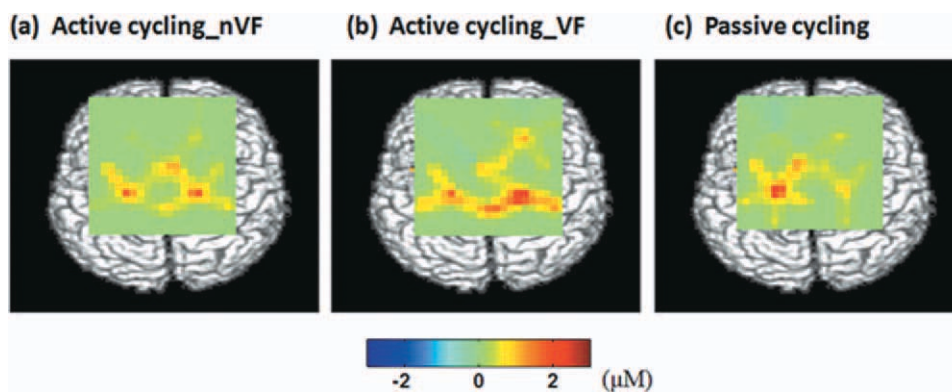 (a) Active cycling_nVF
(b) Active cycling_VF
(c) Passive cycling
-2 0 2 (μM)